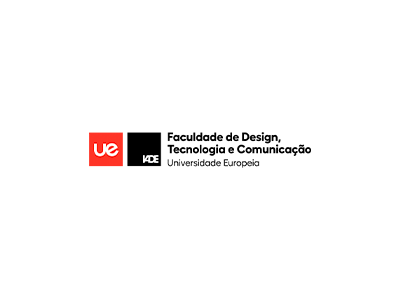 ue
IADE
Faculdade de Design,
Tecnologia e Comunicação
Universidade Europeia